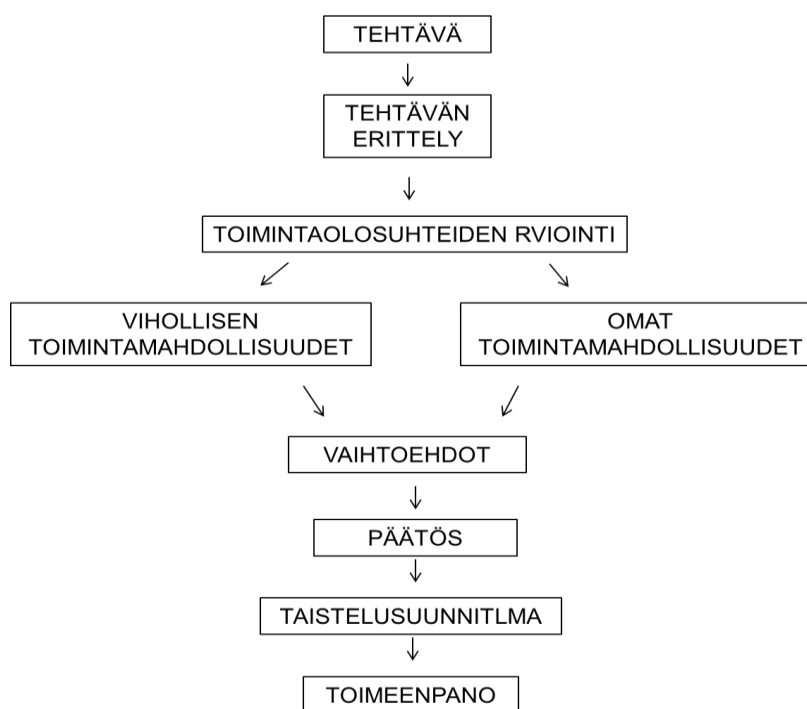 TEHTÄVÄ
TEHTÄVÄN
ERITTELY
TOIMINTAOLOSUHTEIDEN RVIOINTI
VIHOLLISEN
TOIMINTAMAHDOLLISUUDET
OMAT
TOIMINTAMAHDOLLISUUDET
VAIHTOEHDOT
PÄÄTÖS
TAISTELUSUUNNITLMA
TOIMEENPANO